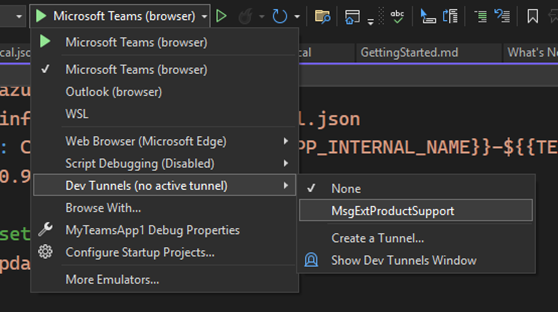 Microsoft Teams (browser)
cal.jso
cal
GettingStarted.md
What's New
Microsoft Teams (browser)
Microsoft Teams (browser)
Outlook (browser)
WSL
Web Browser (Microsoft Edge)
Script Debugging (Disabled)
Dev Tunnels (no active tunnel)
Browse With...
MyTeamsApp1 Debug Properties
Configure Startup Projects...
More Emulators...
None
MsgExtProductSupport
Create a Tunnel...
Show Dev Tunnels Window
azu
inf
l.json
: C
PP_INTERNAL_NAME}}-${{TE
0.9
set
pda